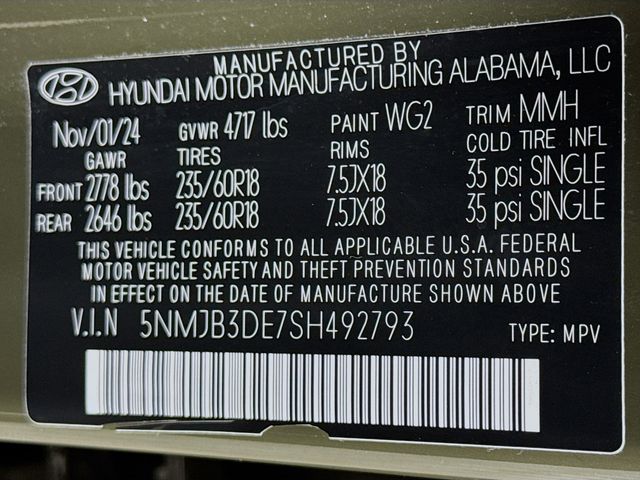 MANUFACTURED BY
HYUNDAI MOTOR MANUFACTURING ALABAMA, LLC
Nov/01/24 GVWR 4717 lbs PAINT WG2 TRIM MMH
GAWR TIRES RIMS COLD TIRE INFL
FRONT 2778 lbs 235/60R18 7.5JX18 35 psi SINGLE
REAR 2646 lbs 235/60R18 7.5JX18 35 psi SINGLE
THIS VEHICLE CONFORMS TO ALL APPLICABLE U.S.A. FEDERAL
MOTOR VEHICLE SAFETY AND THEFT PREVENTION STANDARDS
IN EFFECT ON THE DATE OF MANUFACTURE SHOWN ABOVE
V.I.N 5NMJB3DE7SH492793 TYPE: MPV